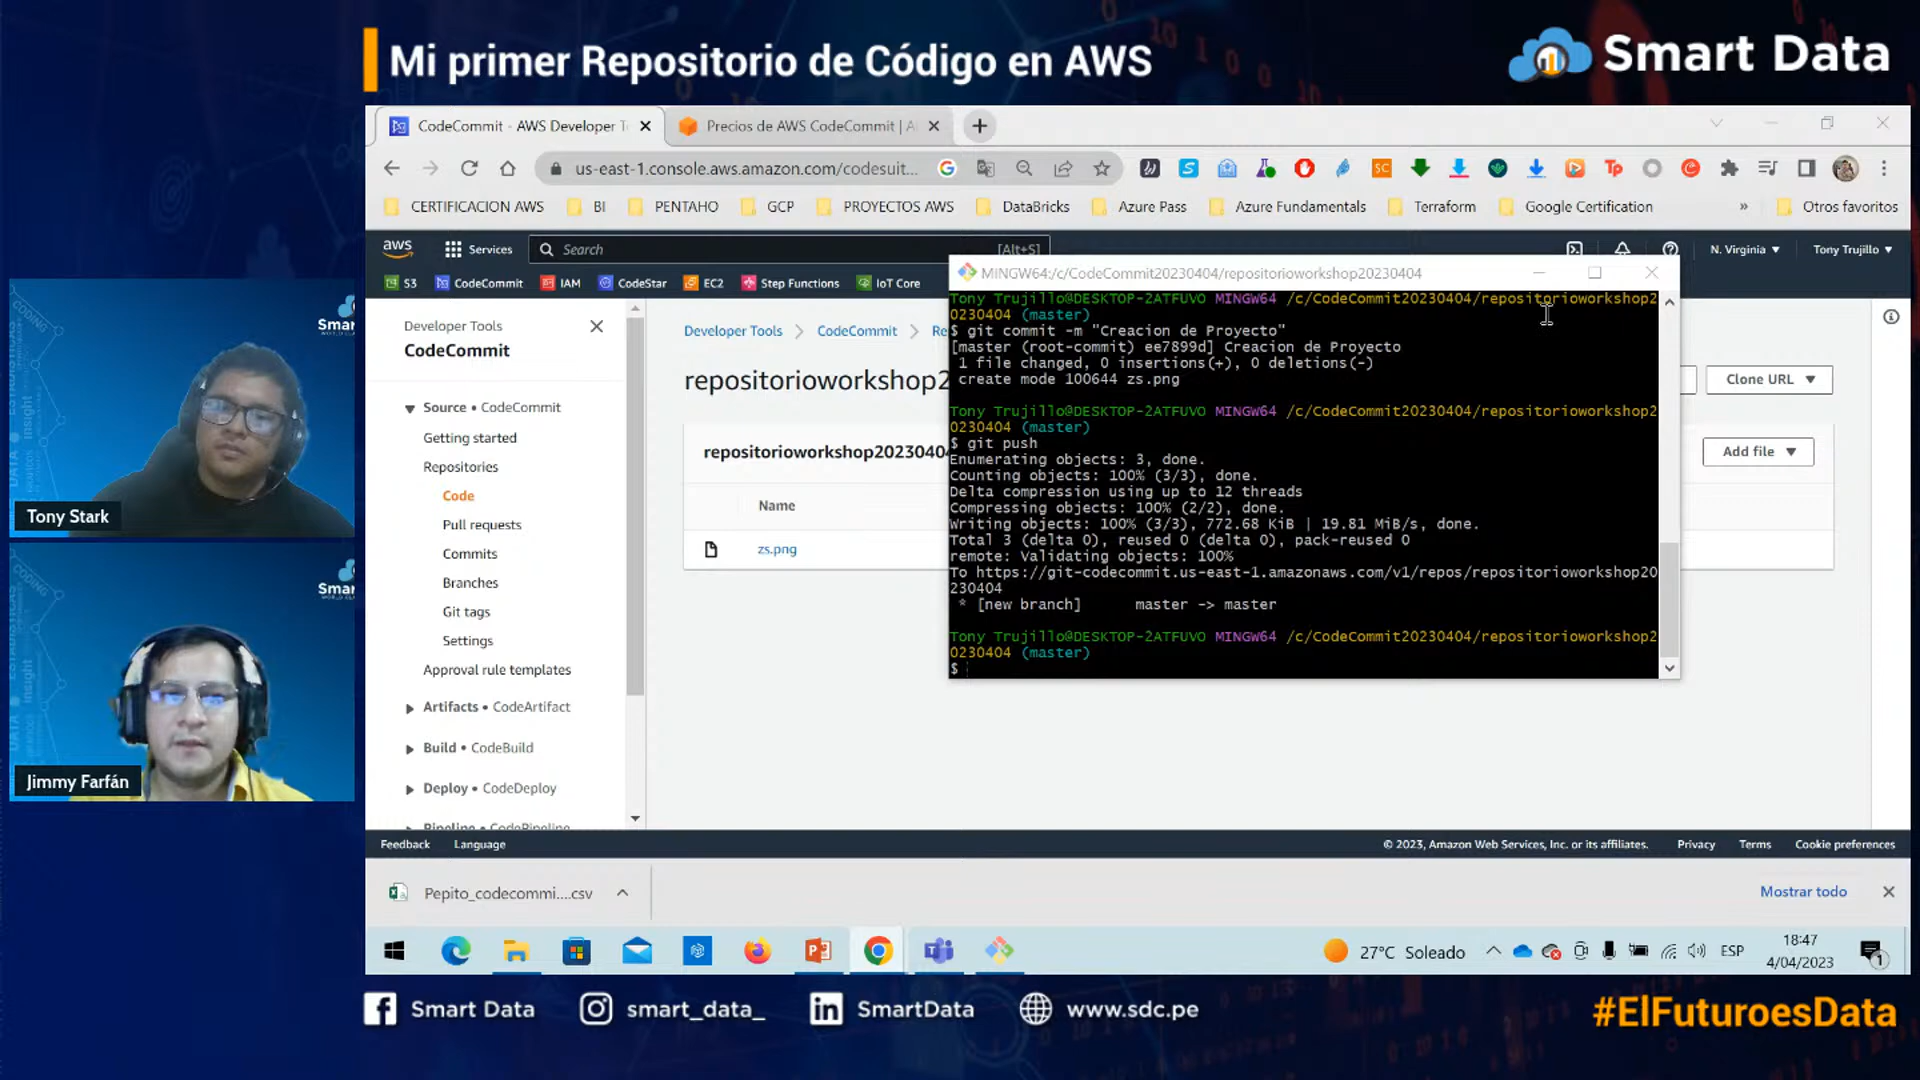 Mi primer Repositorio de Código en AWS
Smart Data
CodeCommit - AWS Developer T
Precios de AWS CodeCommit | A
us-east-1.console.aws.amazon.com/codesuit...
CERTIFICACION AWS
BI
PENTAHO
GCP
PROYECTOS AWS
DataBricks
Azure Pass
Azure Fundamentals
Terraform
Google Certification
»
Otros favoritos
aws
Services
Search
[Alt+S]
N. Virginia
Tony Trujillo
S3
CodeCommit
IAM
CodeStar
EC2
Step Functions
IoT Core
Developer Tools
CodeCommit
Source • CodeCommit
Getting started
Repositories
Code
Pull requests
Commits
Branches
Git tags
Settings
Approval rule templates
Artifacts • CodeArtifact
Build • CodeBuild
Deploy • CodeDeploy
Pipeline • CodePipeline
Developer Tools
CodeCommit
Re
repositorioworkshop2
Clone URL
repositorioworkshop20230404
Add file
Name
zs.png
MINGW64:/c/CodeCommit20230404/repositorioworkshop20230404
Tony Trujillo@DESKTOP-2ATFUVO MINGW64 /c/CodeCommit20230404/repositorioworkshop2
0230404 (master)
$ git commit -m "Creacion de Proyecto"
[master (root-commit) ee7899d] Creacion de Proyecto
1 file changed, 0 insertions(+), 0 deletions(-)
create mode 100644 zs.png
Tony Trujillo@DESKTOP-2ATFUVO MINGW64 /c/CodeCommit20230404/repositorioworkshop2
0230404 (master)
$ git push
Enumerating objects: 3, done.
Counting objects: 100% (3/3), done.
Delta compression using up to 12 threads
Compressing objects: 100% (2/2), done.
Writing objects: 100% (3/3), 772.68 KiB | 19.81 MiB/s, done.
Total 3 (delta 0), reused 0 (delta 0), pack-reused 0
remote: Validating objects: 100%
To https://git-codecommit.us-east-1.amazonaws.com/v1/repos/repositorioworkshop20
230404
* [new branch]      master -> master
Tony Trujillo@DESKTOP-2ATFUVO MINGW64 /c/CodeCommit20230404/repositorioworkshop2
0230404 (master)
$
Tony Stark
Jimmy Farfán
Feedback
Language
© 2023, Amazon Web Services, Inc. or its affiliates.
Privacy
Terms
Cookie preferences
Pepito_codecommi....csv
Mostrar todo
27°C Soleado
ESP
18:47
4/04/2023
1
Smart Data
smart_data_
SmartData
www.sdc.pe
#ElFuturoesData